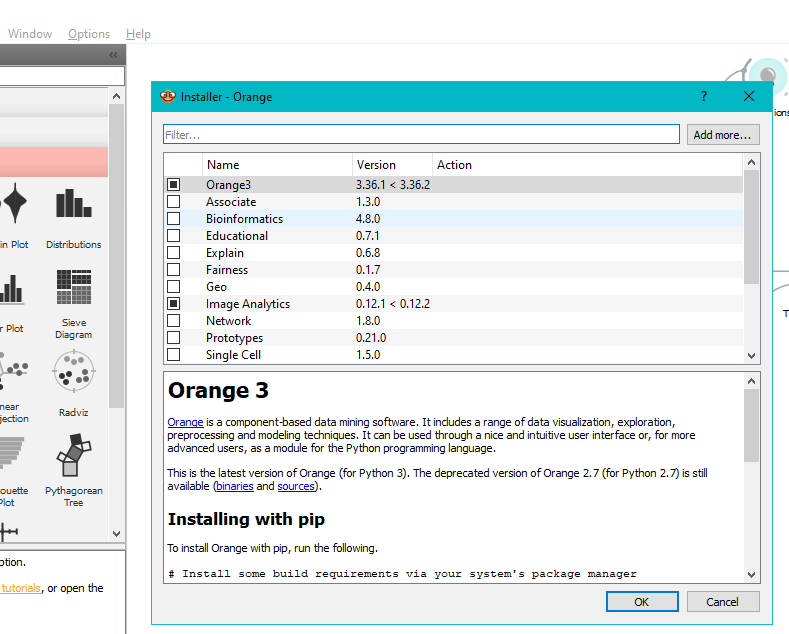 Window Options Help
«
Installer - Orange
? ×
ions
Filter...
Add more...
Name Version Action
Orange3 3.36.1 < 3.36.2
Associate 1.3.0
Bioinformatics 4.8.0
Educational 0.7.1
Explain 0.6.8
Fairness 0.1.7
Geo 0.4.0
Image Analytics 0.12.1 < 0.12.2
Network 1.8.0
Prototypes 0.21.0
Single Cell 1.5.0
in Plot
Distributions
r Plot
Sieve
Diagram
near
jection
Radviz
ouette
Plot
Pythagorean
Tree
T
Orange 3
Orange is a component-based data mining software. It includes a range of data visualization, exploration,
preprocessing and modeling techniques. It can be used through a nice and intuitive user interface or, for more
advanced users, as a module for the Python programming language.
This is the latest version of Orange (for Python 3). The deprecated version of Orange 2.7 (for Python 2.7) is still
available (binaries and sources).
Installing with pip
To install Orange with pip, run the following.
# Install some build requirements via your system's package manager
ption.
tutorials, or open the
OK
Cancel